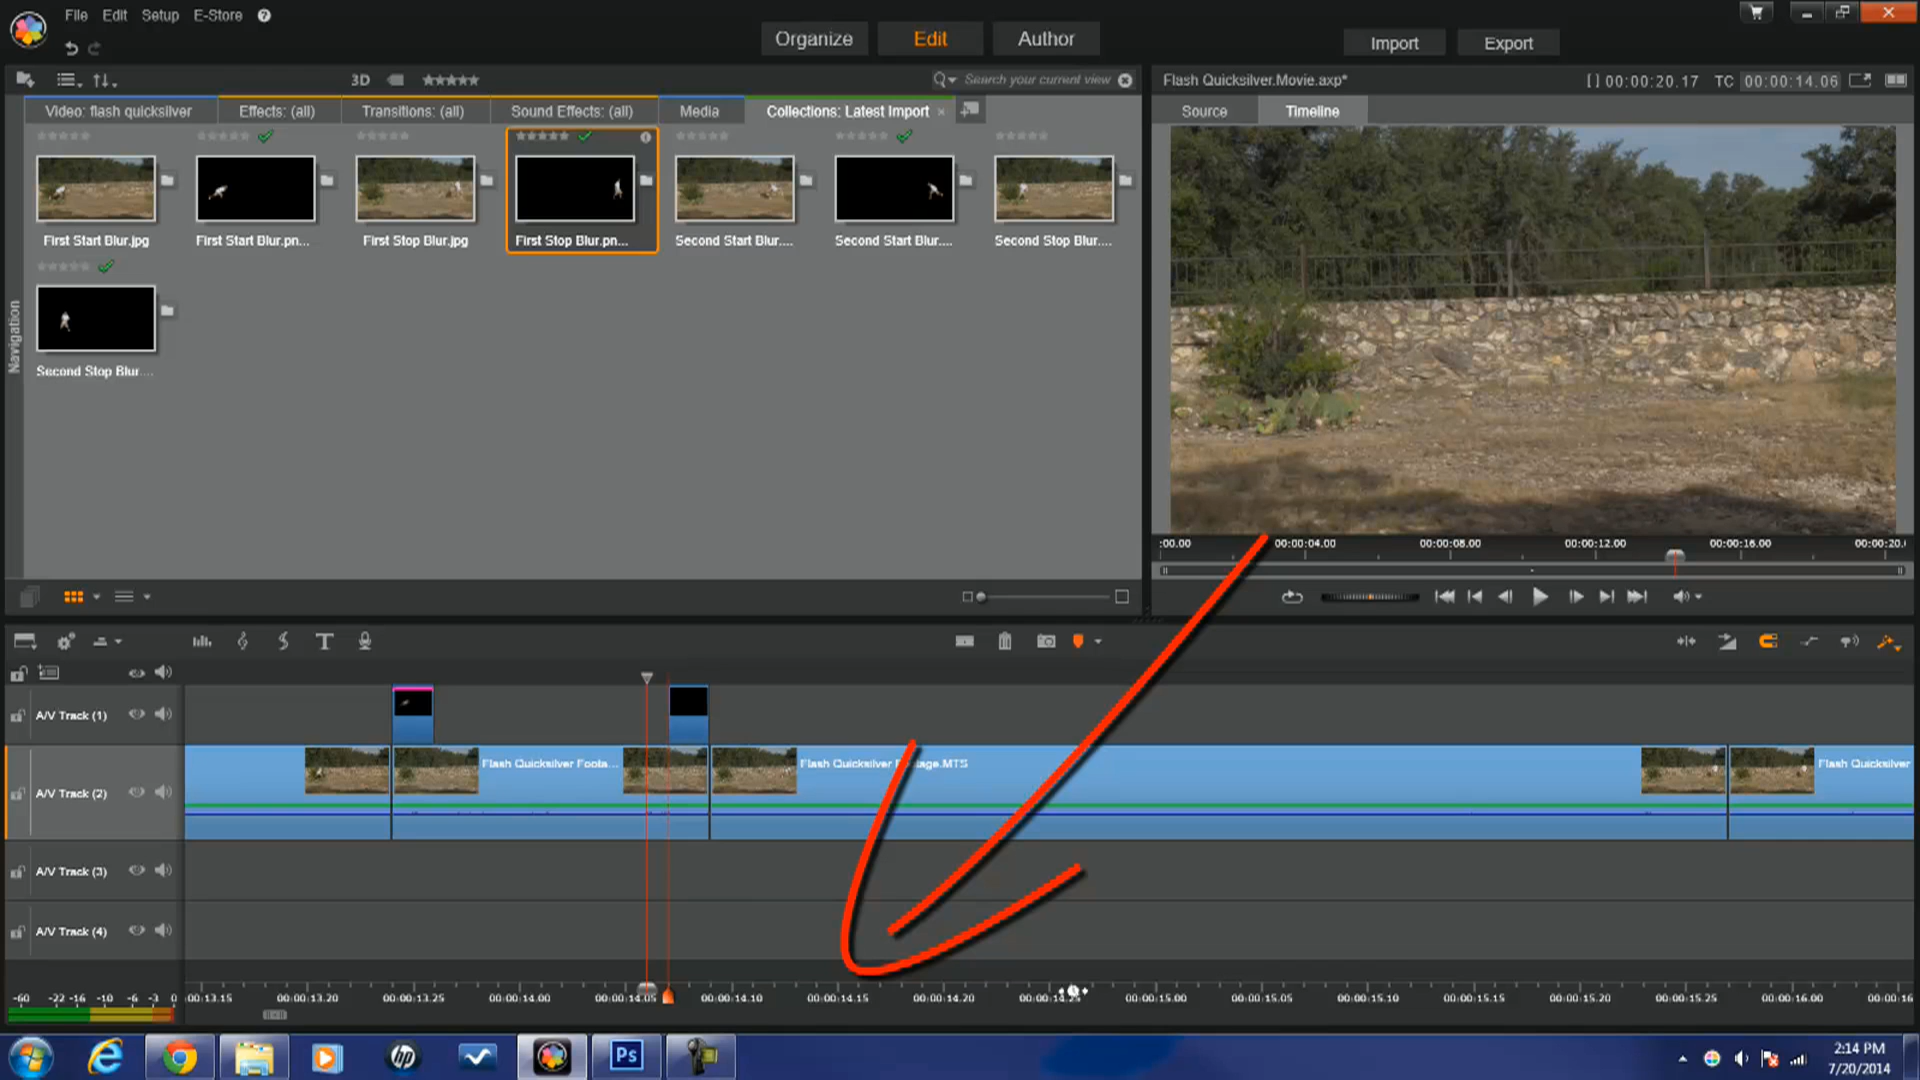 File Edit Setup E-Store ?
Organize Edit Author
Import Export
3D
Search your current view
Flash Quicksilver.Movie.axp*
[ ] 00:00:20.17 TC 00:00:14.06
Video: flash quicksilver
Effects: (all)
Transitions: (all)
Sound Effects: (all)
Media
Collections: Latest Import
Source
Timeline
First Start Blur.jpg
First Start Blur.pn...
First Stop Blur.jpg
First Stop Blur.pn...
Second Start Blur....
Second Start Blur....
Second Stop Blur....
Second Stop Blur....
Navigation
:00.00 00:00:04.00 00:00:08.00 00:00:12.00 00:00:16.00 00:00:20.
A/V Track (1)
A/V Track (2)
Flash Quicksilver Foota...
Flash Quicksilver Footage.MTS
Flash Quicksilver
A/V Track (3)
A/V Track (4)
-60 -22 -16 -10 -6 -3 0
00:00:13.15 00:00:13.20 00:00:13.25 00:00:14.00 00:00:14.05 00:00:14.10 00:00:14.15 00:00:14.20 00:00:14.25 00:00:15.00 00:00:15.05 00:00:15.10 00:00:15.15 00:00:15.20 00:00:15.25 00:00:16.00 00:00:16
hp
Ps
2:14 PM
7/20/2014